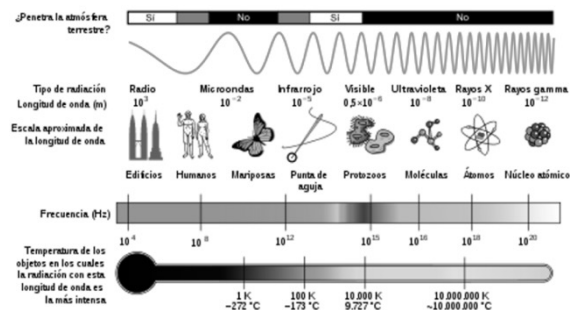 ¿Penetra la atmósfera
terrestre?
Sí No Sí No
Tipo de radiación Radio Microondas Infrarrojo Visible Ultravioleta Rayos X Rayos gamma
Longitud de onda (m) 10³ 10⁻² 10⁻⁵ 0,5×10⁻⁶ 10⁻⁸ 10⁻¹⁰ 10⁻¹²
Escala aproximada de
la longitud de onda
Edificios Humanos Mariposas Punta de
aguja Protozoos Moléculas Átomos Núcleo atómico
Frecuencia (Hz)
10⁴ 10⁸ 10¹² 10¹⁵ 10¹⁶ 10¹⁸ 10²⁰
Temperatura de los
objetos en los cuales
la radiación con esta
longitud de onda es
la más intensa
1 K 100 K 10.000 K 10.000.000 K
−272 °C −173 °C 9.727 °C ~10.000.000 °C